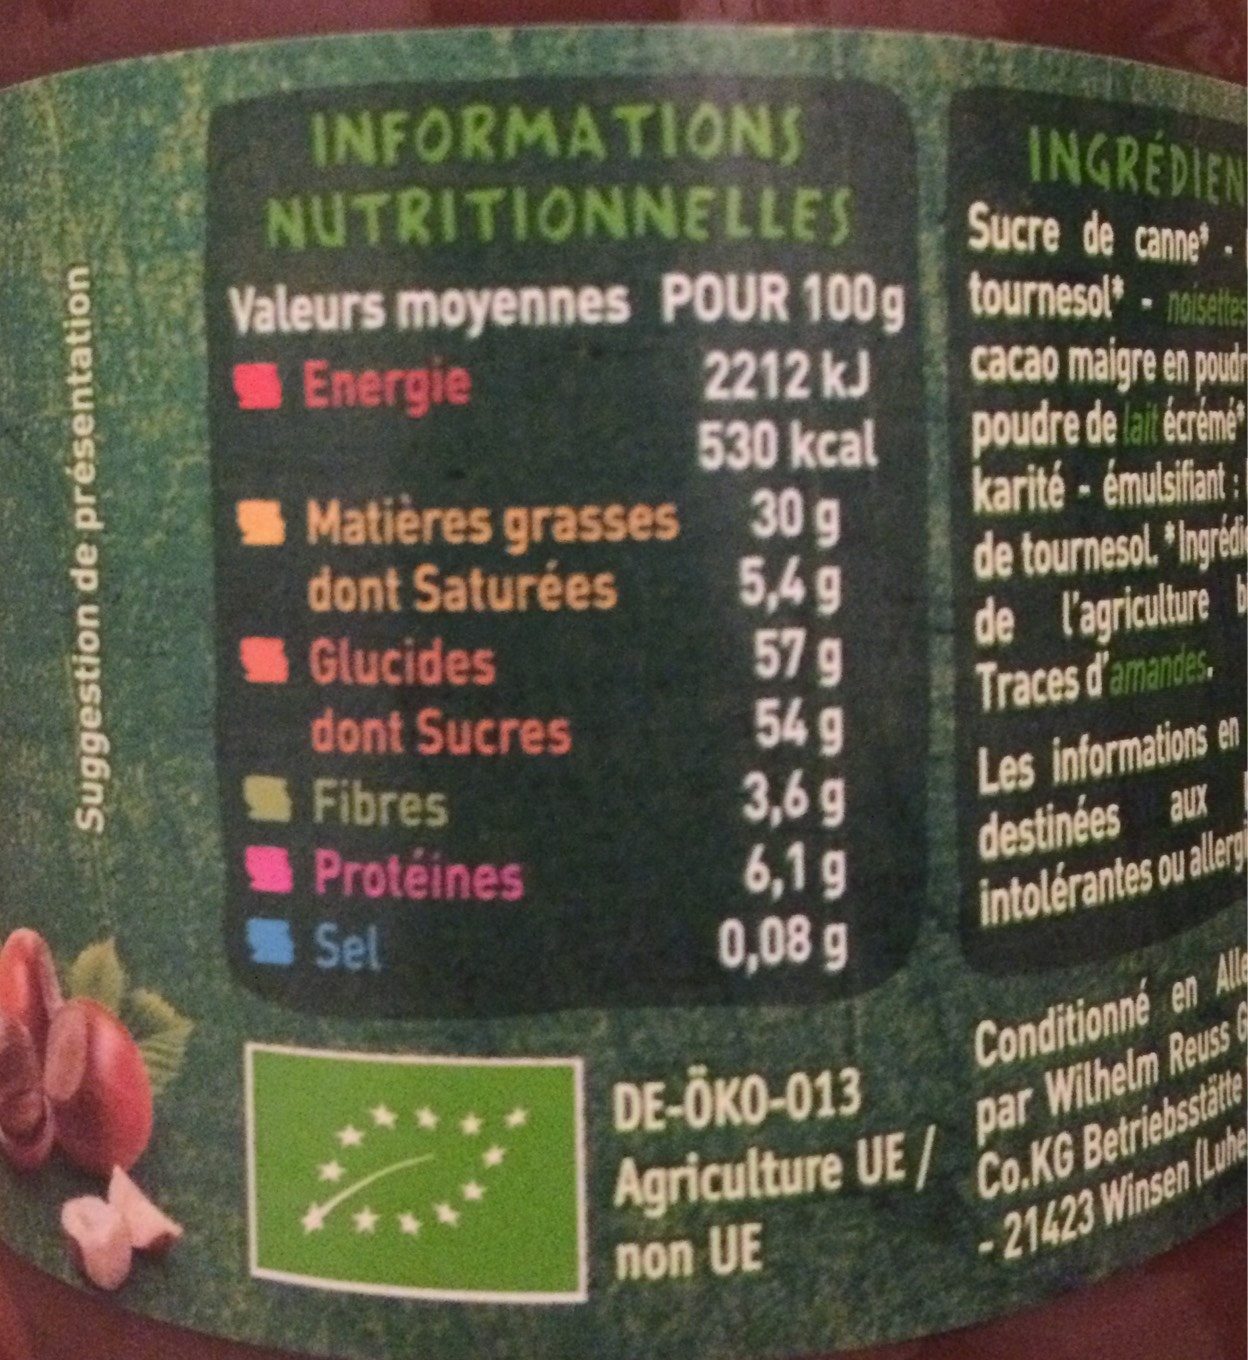 Suggestion de présentation
INFORMATIONS
NUTRITIONNELLES
Valeurs moyennes POUR 100g
Energie 2212 kJ
530 kcal
Matières grasses 30 g
dont Saturées 5,4 g
Glucides 57 g
dont Sucres 54 g
Fibres 3,6 g
Protéines 6,1 g
Sel 0,08 g
DE-ÖKO-013
Agriculture UE /
non UE
INGRÉDIEN
Sucre de canne* -
tournesol* - noisettes
cacao maigre en poudr
poudre de lait écrémé*
karité - émulsifiant :
de tournesol. *Ingrédi
de l'agriculture b
Traces d'amandes.
Les informations en
destinées aux
intolérantes ou allergi
Conditionné en Alle
par Wilhelm Reuss G
Co.KG Betriebsstätte
- 21423 Winsen (Luhe